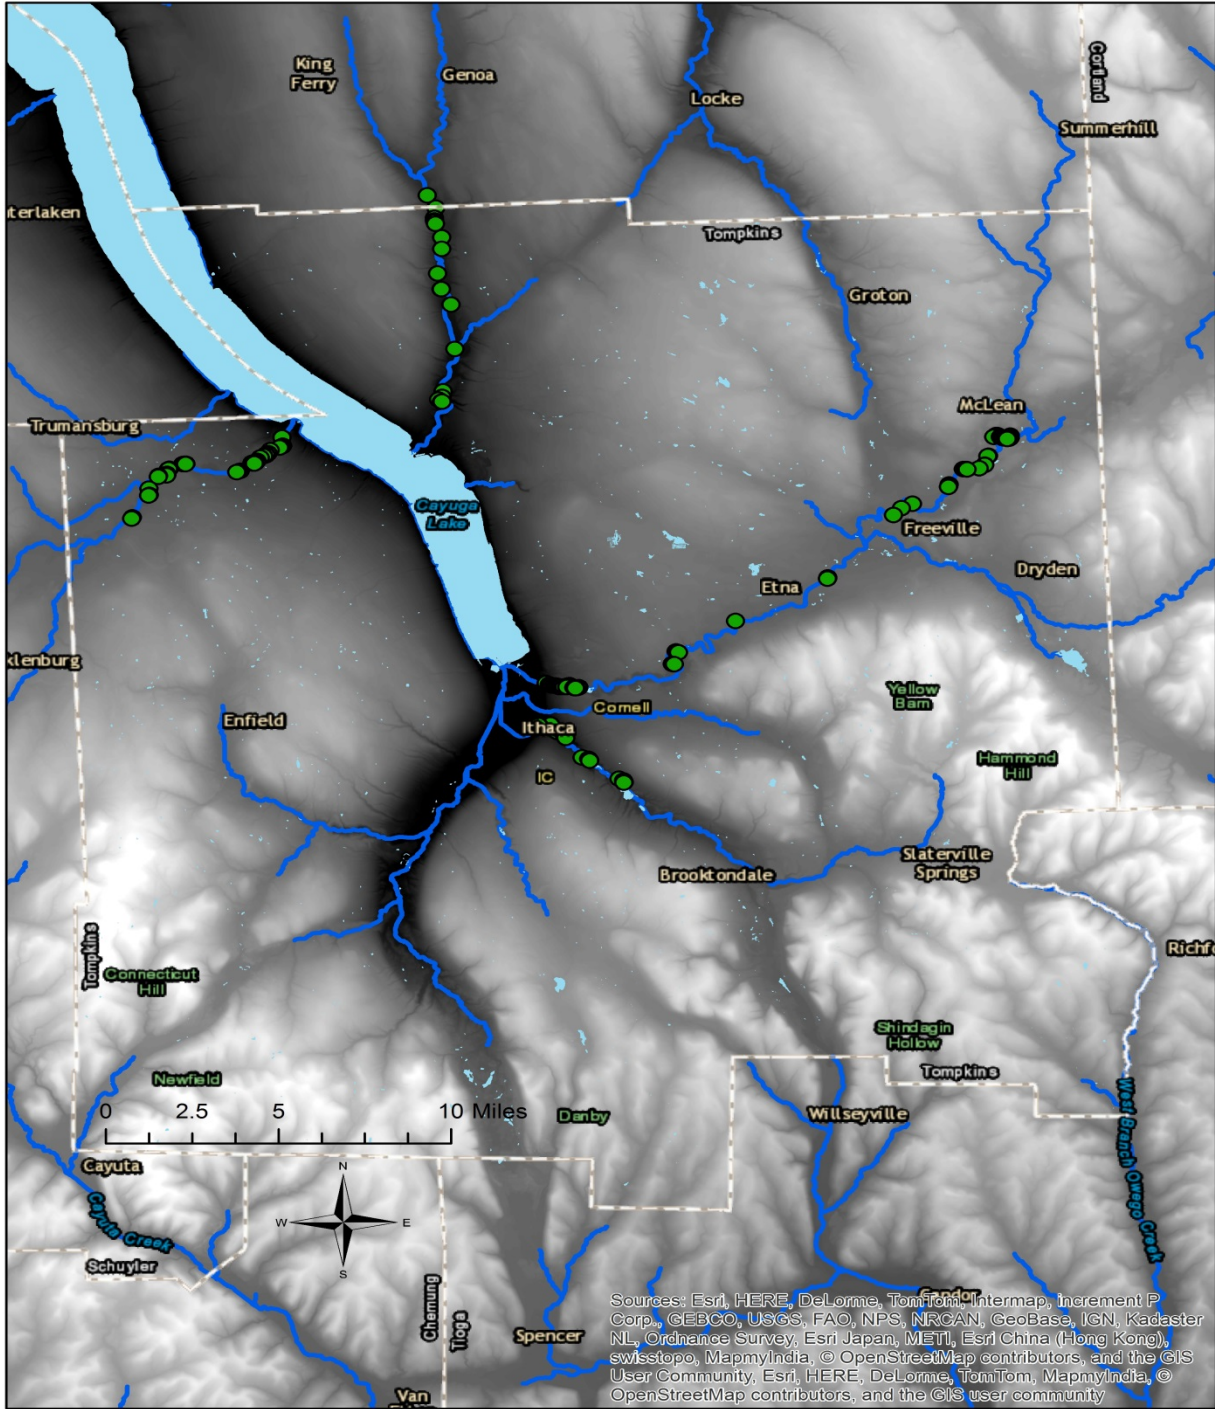 King
Ferry
Genoa
Locke
Cortland
Summerhill
terlaken
Tompkins
Groton
McLean
Trumansburg
Cayuga
Lake
Freeville
Dryden
Etna
klenburg
Yellow
Barn
Cornell
Enfield
Ithaca
Hammond
Hill
IC
Slaterville
Springs
Brooktondale
Tompkins
Connecticut
Hill
Richfo
Shindagin
Hollow
Tompkins
Newfield
0 2.5 5 10 Miles
Danby
Willseyville
West Branch Owego Creek
Cayuta
N
W E
S
Cayuta Creek
Schuyler
Chemung
Tioga
Spencer
Candor
Van
Sources: Esri, HERE, DeLorme, TomTom, Intermap, increment P
Corp., GEBCO, USGS, FAO, NPS, NRCAN, GeoBase, IGN, Kadaster
NL, Ordnance Survey, Esri Japan, METI, Esri China (Hong Kong),
swisstopo, MapmyIndia, © OpenStreetMap contributors, and the GIS
User Community, Esri, HERE, DeLorme, TomTom, MapmyIndia, ©
OpenStreetMap contributors, and the GIS user community